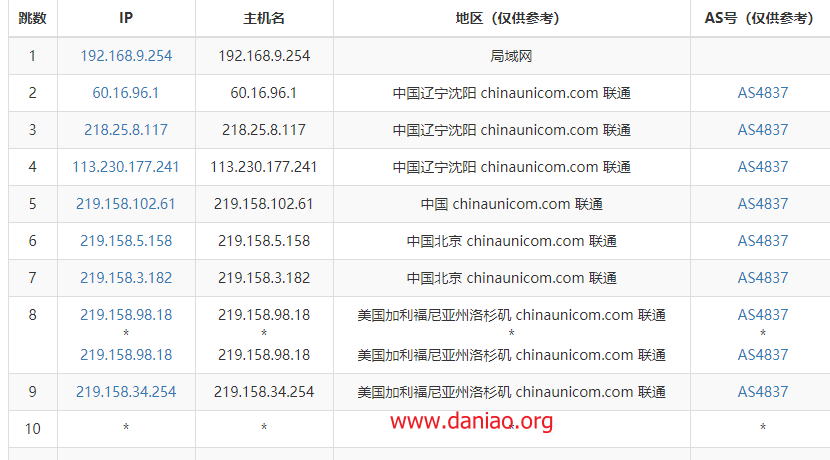 跳数 IP 主机名 地区（仅供参考） AS号（仅供参考）
1 192.168.9.254 192.168.9.254 局域网
2 60.16.96.1 60.16.96.1 中国辽宁沈阳 chinaunicom.com 联通 AS4837
3 218.25.8.117 218.25.8.117 中国辽宁沈阳 chinaunicom.com 联通 AS4837
4 113.230.177.241 113.230.177.241 中国辽宁沈阳 chinaunicom.com 联通 AS4837
5 219.158.102.61 219.158.102.61 中国 chinaunicom.com 联通 AS4837
6 219.158.5.158 219.158.5.158 中国北京 chinaunicom.com 联通 AS4837
7 219.158.3.182 219.158.3.182 中国北京 chinaunicom.com 联通 AS4837
8 219.158.98.18 219.158.98.18 美国加利福尼亚州洛杉矶 chinaunicom.com 联通 AS4837
* * * *
219.158.98.18 219.158.98.18 美国加利福尼亚州洛杉矶 chinaunicom.com 联通 AS4837
9 219.158.34.254 219.158.34.254 美国加利福尼亚州洛杉矶 chinaunicom.com 联通 AS4837
10 * * * *
www.daniao.org